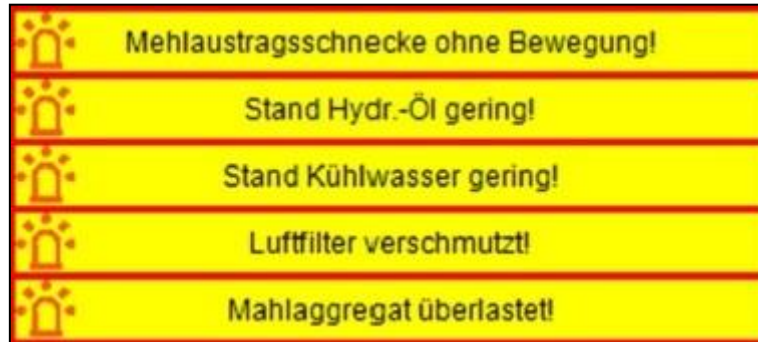 Mehlaustragsschnecke ohne Bewegung!
Stand Hydr.-Öl gering!
Stand Kühlwasser gering!
Luftfilter verschmutzt!
Mahlaggregat überlastet!